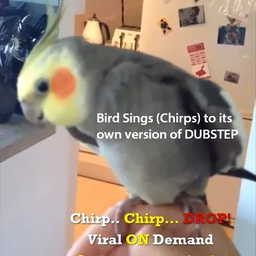 Bird Sings (Chirps) to its
own version of DUBSTEP
Chirp.. Chirp... DROP!
Viral ON Demand